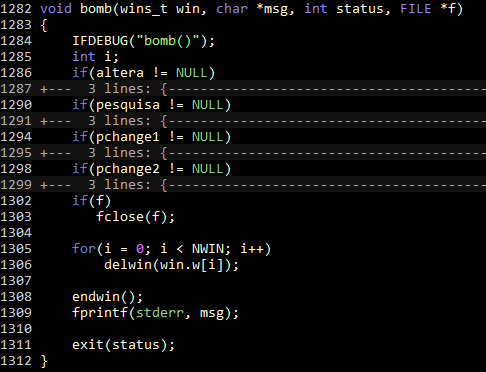 1282 void bomb(wins_t win, char *msg, int status, FILE *f)
1283 {
1284     IFDEBUG("bomb()");
1285     int i;
1286     if(altera != NULL)
1287 +---  3 lines: {----------------------------------------
1290     if(pesquisa != NULL)
1291 +---  3 lines: {----------------------------------------
1294     if(pchange1 != NULL)
1295 +---  3 lines: {----------------------------------------
1298     if(pchange2 != NULL)
1299 +---  3 lines: {----------------------------------------
1302     if(f)
1303        fclose(f);
1304
1305     for(i = 0; i < NWIN; i++)
1306         delwin(win.w[i]);
1307
1308     endwin();
1309     fprintf(stderr, msg);
1310
1311     exit(status);
1312 }